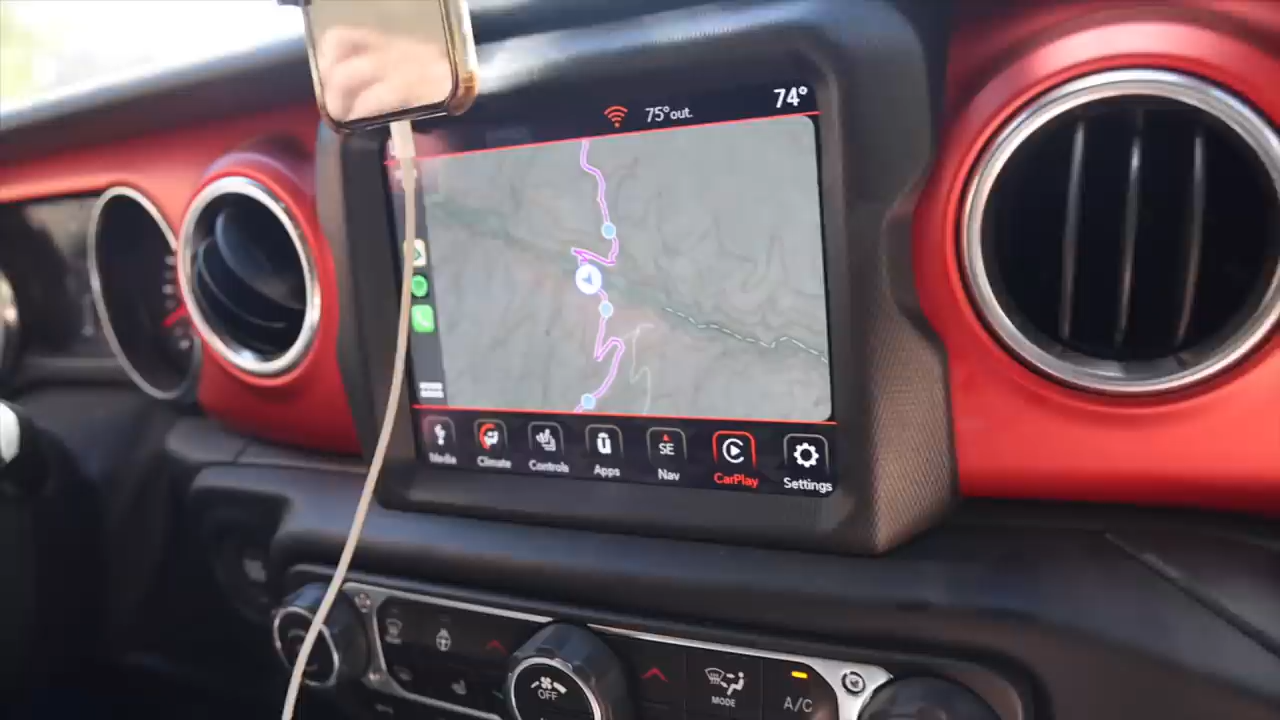 74°
75°out.
SE
Media
Climate
Controls
Apps
Nav
CarPlay
Settings
OFF
MODE
A/C